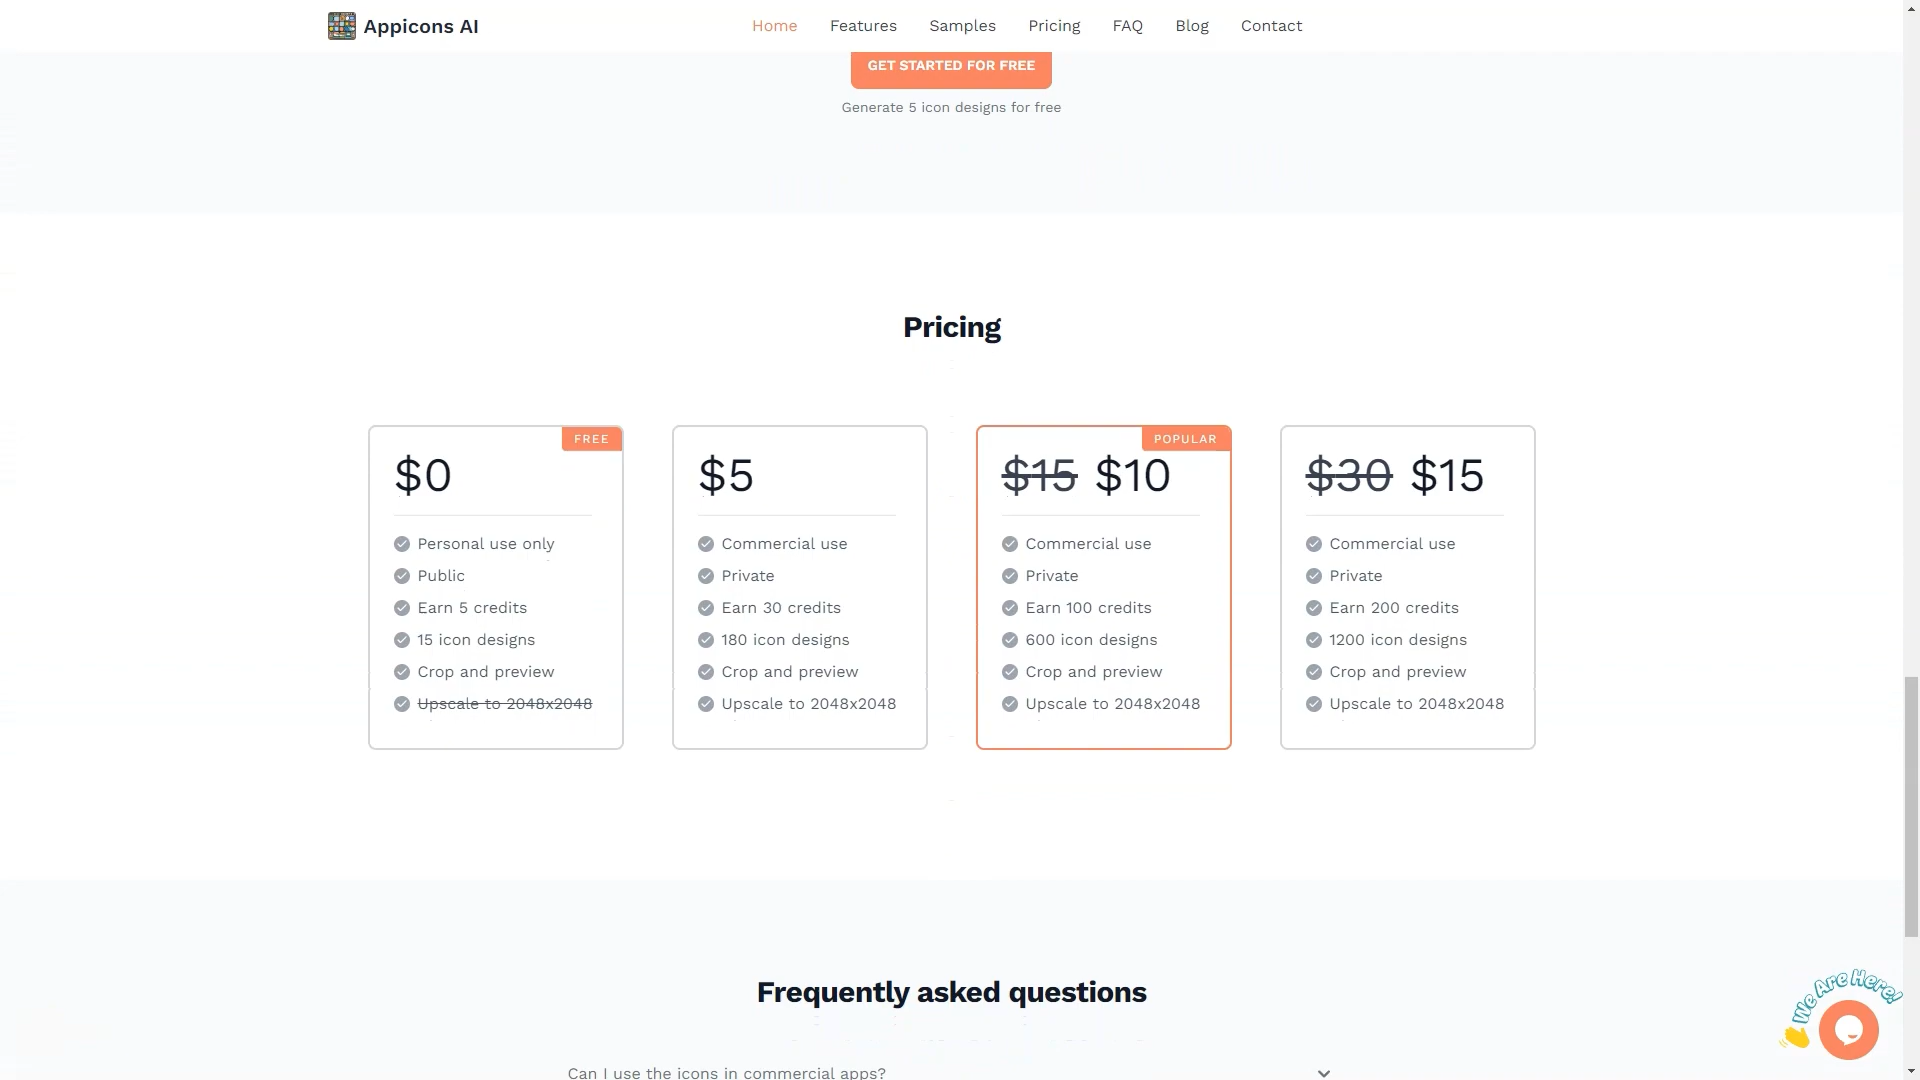 Appicons AI
Home Features Samples Pricing FAQ Blog Contact
GET STARTED FOR FREE
Generate 5 icon designs for free
Pricing
FREE
$0
Personal use only
Public
Earn 5 credits
15 icon designs
Crop and preview
Upscale to 2048x2048
$5
Commercial use
Private
Earn 30 credits
180 icon designs
Crop and preview
Upscale to 2048x2048
POPULAR
$15 $10
Commercial use
Private
Earn 100 credits
600 icon designs
Crop and preview
Upscale to 2048x2048
$30 $15
Commercial use
Private
Earn 200 credits
1200 icon designs
Crop and preview
Upscale to 2048x2048
Frequently asked questions
We Are Here!
Can I use the icons in commercial apps?